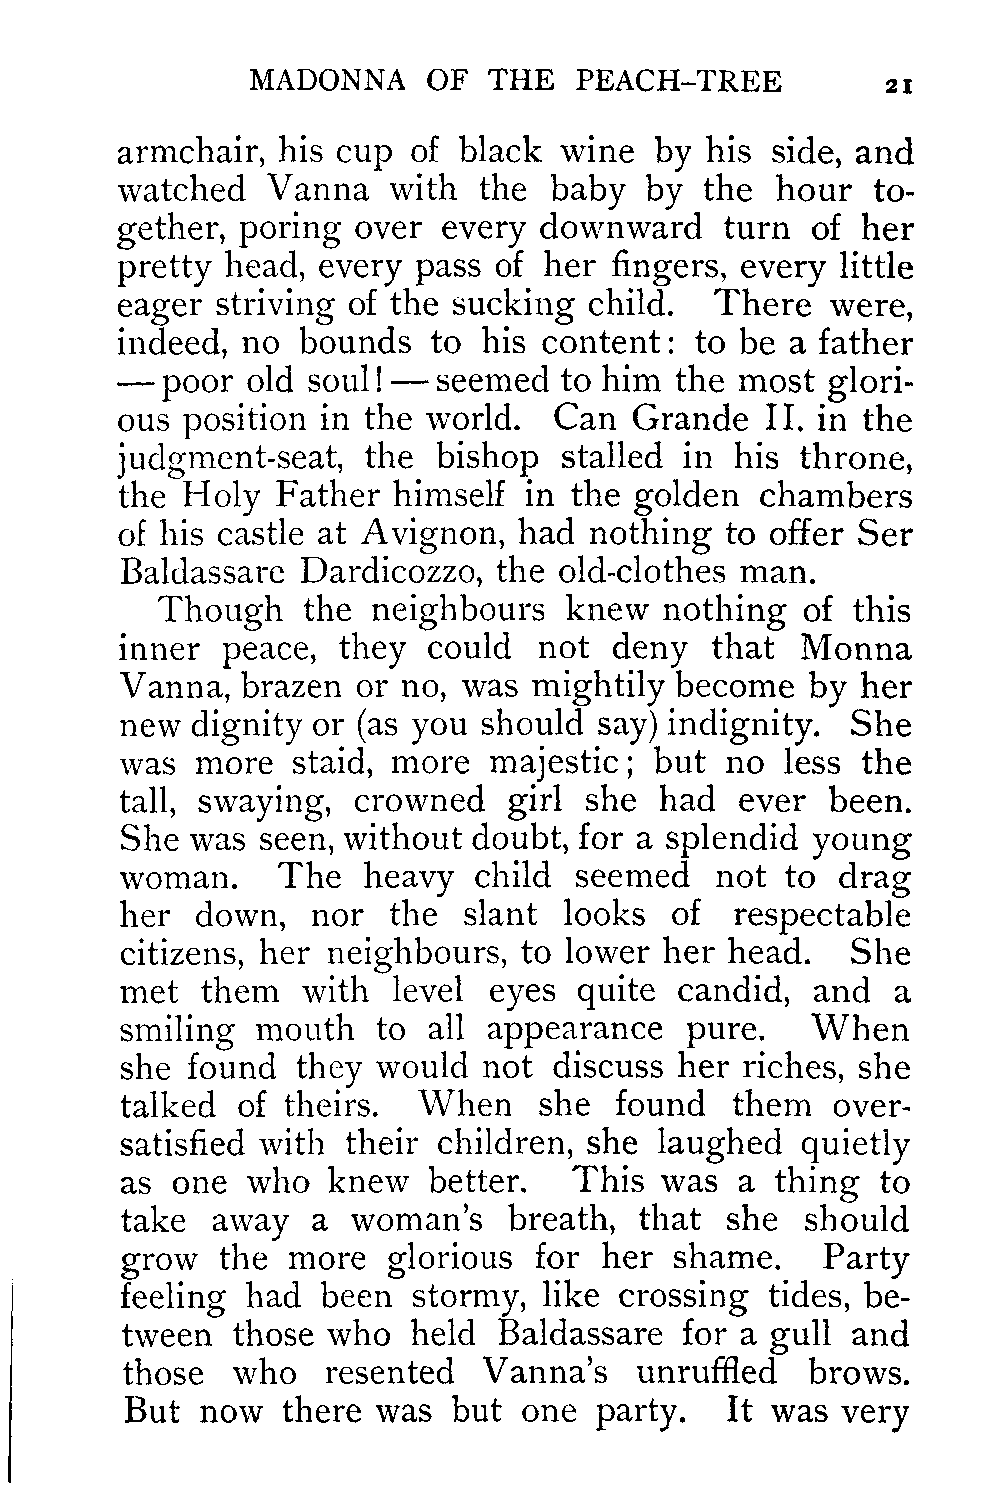 MADONNA OF THE PEACH-TREE 21
armchair, his cup of black wine by his side, and
watched Vanna with the baby by the hour to-
gether, poring over every downward turn of her
pretty head, every pass of her fingers, every little
eager striving of the sucking child. There were,
indeed, no bounds to his content: to be a father
—poor old soul!—seemed to him the most glori-
ous position in the world. Can Grande II. in the
judgment-seat, the bishop stalled in his throne,
the Holy Father himself in the golden chambers
of his castle at Avignon, had nothing to offer Ser
Baldassare Dardicozzo, the old-clothes man.
Though the neighbours knew nothing of this
inner peace, they could not deny that Monna
Vanna, brazen or no, was mightily become by her
new dignity or (as you should say) indignity. She
was more staid, more majestic; but no less the
tall, swaying, crowned girl she had ever been.
She was seen, without doubt, for a splendid young
woman. The heavy child seemed not to drag
her down, nor the slant looks of respectable
citizens, her neighbours, to lower her head. She
met them with level eyes quite candid, and a
smiling mouth to all appearance pure. When
she found they would not discuss her riches, she
talked of theirs. When she found them over-
satisfied with their children, she laughed quietly
as one who knew better. This was a thing to
take away a woman's breath, that she should
grow the more glorious for her shame. Party
feeling had been stormy, like crossing tides, be-
tween those who held Baldassare for a gull and
those who resented Vanna's unruffled brows.
But now there was but one party. It was very